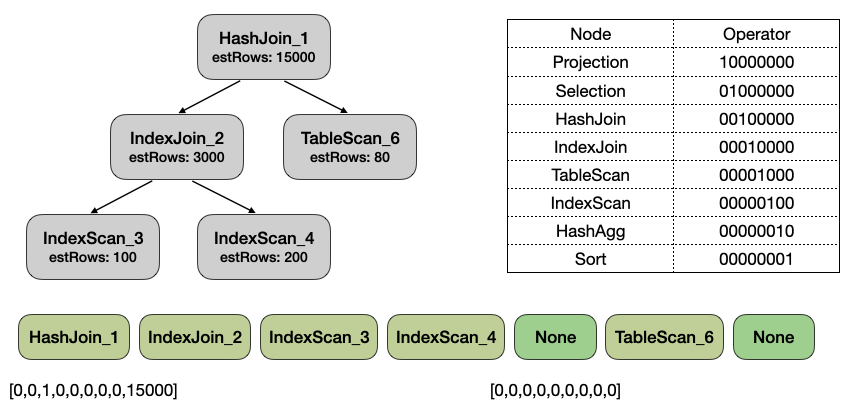 HashJoin_1
estRows: 15000
IndexJoin_2
estRows: 3000
TableScan_6
estRows: 80
IndexScan_3
estRows: 100
IndexScan_4
estRows: 200
Node Operator
Projection 10000000
Selection 01000000
HashJoin 00100000
IndexJoin 00010000
TableScan 00001000
IndexScan 00000100
HashAgg 00000010
Sort 00000001
HashJoin_1 IndexJoin_2 IndexScan_3 IndexScan_4 None TableScan_6 None
[0,0,1,0,0,0,0,0,15000] [0,0,0,0,0,0,0,0,0]